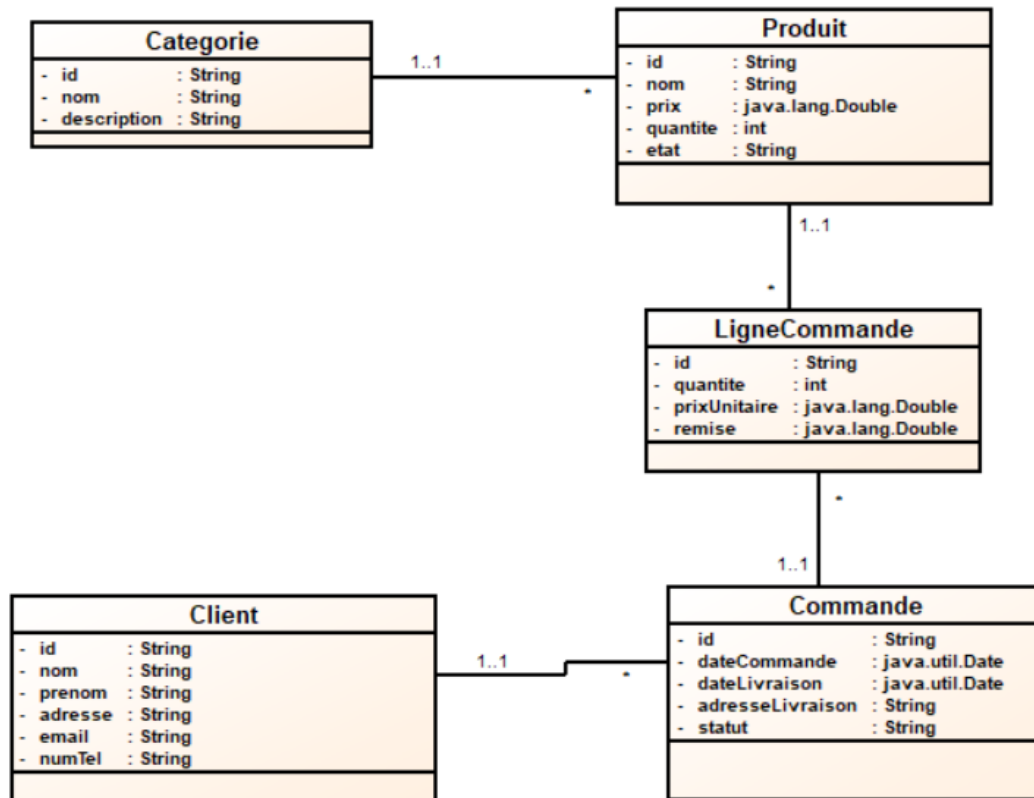 Categorie
- id : String
- nom : String
- description : String
1..1
*
Produit
- id : String
- nom : String
- prix : java.lang.Double
- quantite : int
- etat : String
1..1
*
LigneCommande
- id : String
- quantite : int
- prixUnitaire : java.lang.Double
- remise : java.lang.Double
*
1..1
Client
- id : String
- nom : String
- prenom : String
- adresse : String
- email : String
- numTel : String
1..1
*
Commande
- id : String
- dateCommande : java.util.Date
- dateLivraison : java.util.Date
- adresseLivraison : String
- statut : String